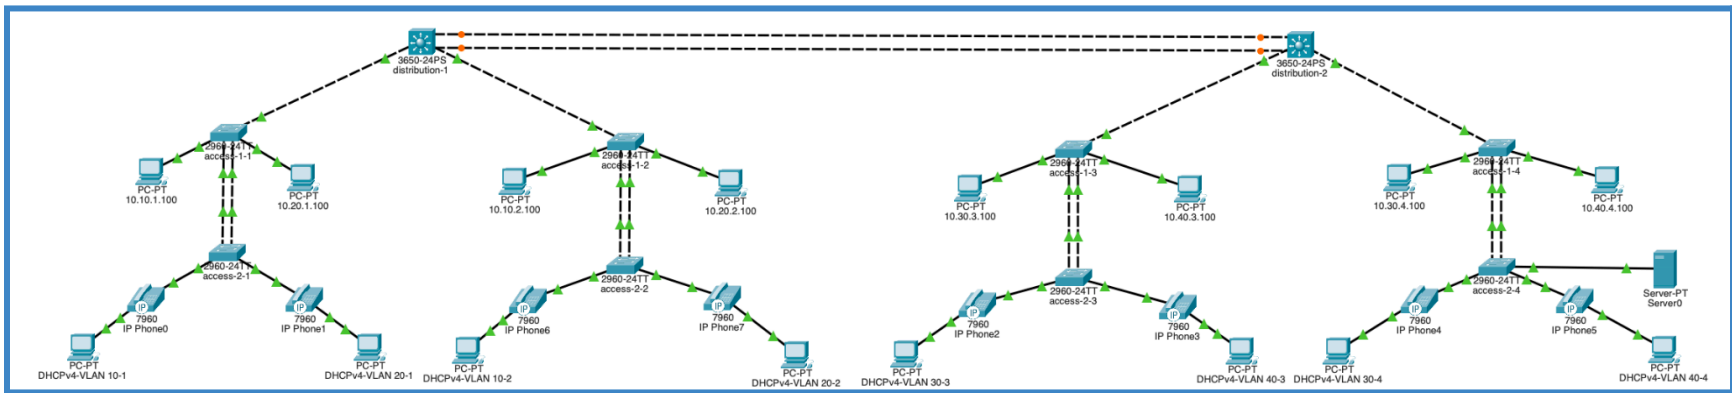 3650-24PS
distribution-1
3650-24PS
distribution-2
2960-24TT
access-1-1
PC-PT
10.10.1.100
PC-PT
10.20.1.100
2960-24TT
access-1-2
PC-PT
10.10.2.100
PC-PT
10.20.2.100
2960-24TT
access-1-3
PC-PT
10.30.3.100
PC-PT
10.40.3.100
2960-24TT
access-1-4
PC-PT
10.30.4.100
PC-PT
10.40.4.100
2960-24TT
access-2-1
IP
7960
IP Phone0
IP
7960
IP Phone1
PC-PT
DHCPv4-VLAN 10-1
PC-PT
DHCPv4-VLAN 20-1
2960-24TT
access-2-2
IP
7960
IP Phone6
IP
7960
IP Phone7
PC-PT
DHCPv4-VLAN 10-2
PC-PT
DHCPv4-VLAN 20-2
2960-24TT
access-2-3
IP
7960
IP Phone2
IP
7960
IP Phone3
PC-PT
DHCPv4-VLAN 30-3
PC-PT
DHCPv4-VLAN 40-3
2960-24TT
access-2-4
Server-PT
Server0
IP
7960
IP Phone4
IP
7960
IP Phone5
PC-PT
DHCPv4-VLAN 30-4
PC-PT
DHCPv4-VLAN 40-4